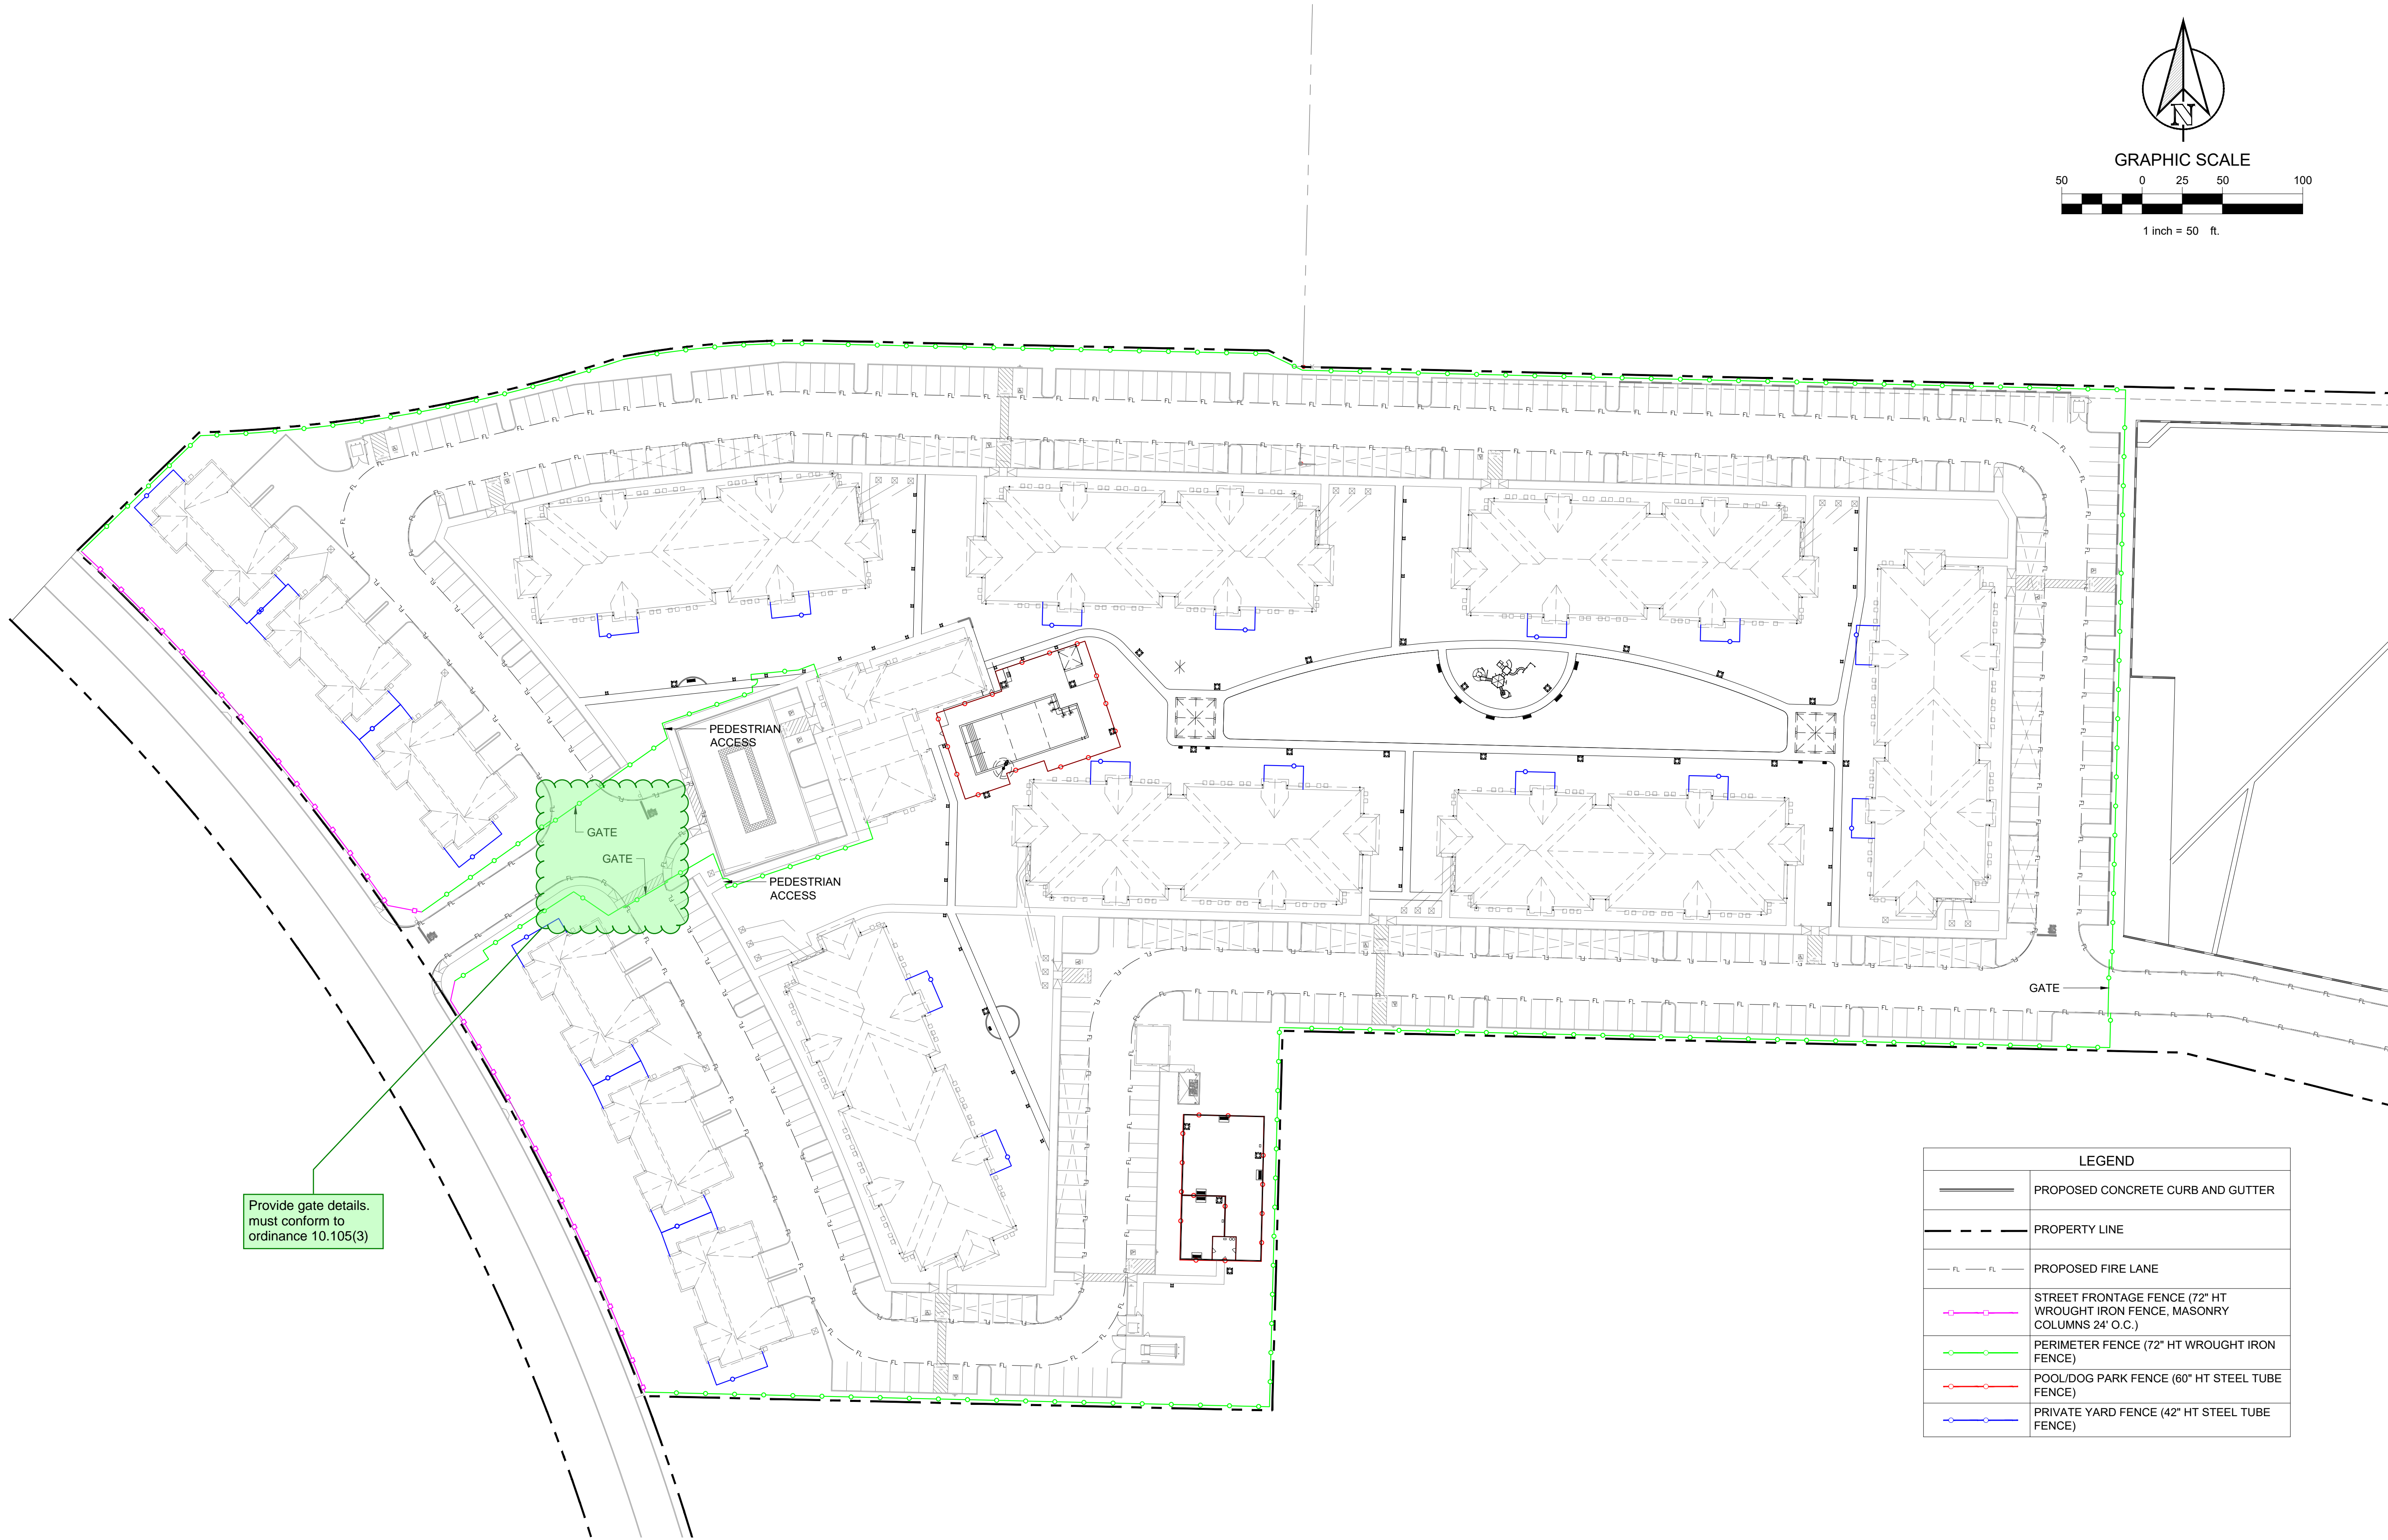 N
GRAPHIC SCALE
50 0 25 50 100
1 inch = 50 ft.
PEDESTRIAN
ACCESS
GATE
GATE
PEDESTRIAN
ACCESS
GATE
Provide gate details.
must conform to
ordinance 10.105(3)
LEGEND
PROPOSED CONCRETE CURB AND GUTTER
PROPERTY LINE
FL FL
PROPOSED FIRE LANE
STREET FRONTAGE FENCE (72" HT
WROUGHT IRON FENCE, MASONRY
COLUMNS 24' O.C.)
PERIMETER FENCE (72" HT WROUGHT IRON
FENCE)
POOL/DOG PARK FENCE (60" HT STEEL TUBE
FENCE)
PRIVATE YARD FENCE (42" HT STEEL TUBE
FENCE)